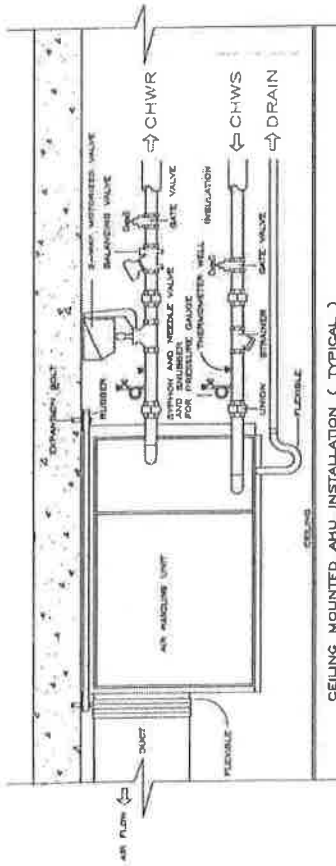 EXPANSION BOLT
RUBBER
2-WAY MOTORIZED VALVE
BALANCING VALVE
CHWR
GATE VALVE
SYPHON AND NEEDLE VALVE
AND SNUBBER
FOR PRESSURE GAUGE
THERMOMETER WELL
INSULATION
CHWS
GATE VALVE
STRAINER
UNION
DRAIN
FLEXIBLE
AIR HANDLING UNIT
AIR FLOW
DUCT
FLEXIBLE
CEILING
CEILING MOUNTED AHU INSTALLATION ( TYPICAL )